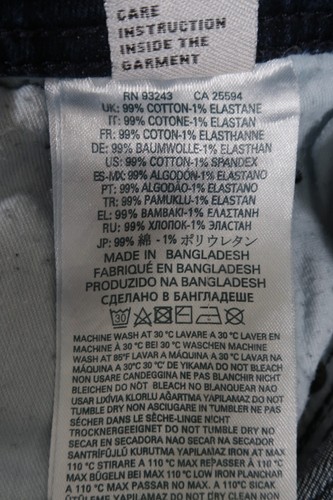 CARE
INSTRUCTION
INSIDE THE
GARMENT
RN 93243 CA 25594
UK: 99% COTTON-1% ELASTANE
IT: 99% COTONE-1% ELASTAN
FR: 99% COTON-1% ELASTHANNE
DE: 99% BAUMWOLLE-1% ELASTHAN
US: 99% COTTON-1% SPANDEX
ES-MX: 99% ALGODÓN-1% ELASTANO
PT: 99% ALGODÃO-1% ELASTANO
TR: 99% PAMUKLU-1% ELASTAN
EL: 99% ΒΑΜΒΑΚΙ-1% ΕΛΑΣΤΑΝΗ
RU: 99% ХЛОПОК-1% ЭЛАСТАН
JP: 99% 綿 -1% ポリウレタン
MADE IN BANGLADESH
FABRIQUÉ EN BANGLADESH
PRODUZIDO NA BANGLADESH
СДЕЛАНО В БАНГЛАДЕШЕ
30
MACHINE WASH AT 30 °C LAVARE A 30 °C LAVER EN
MACHINE À 30 °C BEI 30 °C WASCHEN MACHINE
WASH AT 86°F LAVAR A MÁQUINA A 30 °C LAVAR NA
MÁQUINA A 30°C 30 °C' DE YIKAMA DO NOT BLEACH
NON USARE CANDEGGINA NE PAS BLANCHIR NICHT
BLEICHEN DO NOT BLEACH NO BLANQUEAR NÃO
USAR LIXÍVIA KLORLU AĞARTMA YAPILAMAZ DO NOT
TUMBLE DRY NON ASCIUGARE IN TUMBLER NE PAS
SÉCHER DANS LE SÈCHE-LINGE NICHT
TROCKNERGEEIGNET DO NOT TUMBLE DRY NO
SECAR EN SECADORA NÃO SECAR NA SECADOR
SANTRİFÜJLÜ KURUTMA YAPILAMAZ IRON AT MAX
110 °C STIRARE A 110 °C MAX REPASSER À 110 °C
MAX BÜGELN BEI MAX 110 °C LOW IRON PLANCHAR
A 110 °C MAX PASSAR NO MAX. A 110 °C SICAK
ÜTÜLEME YAPILAMAZ DO NOT DRY CLEAN NON